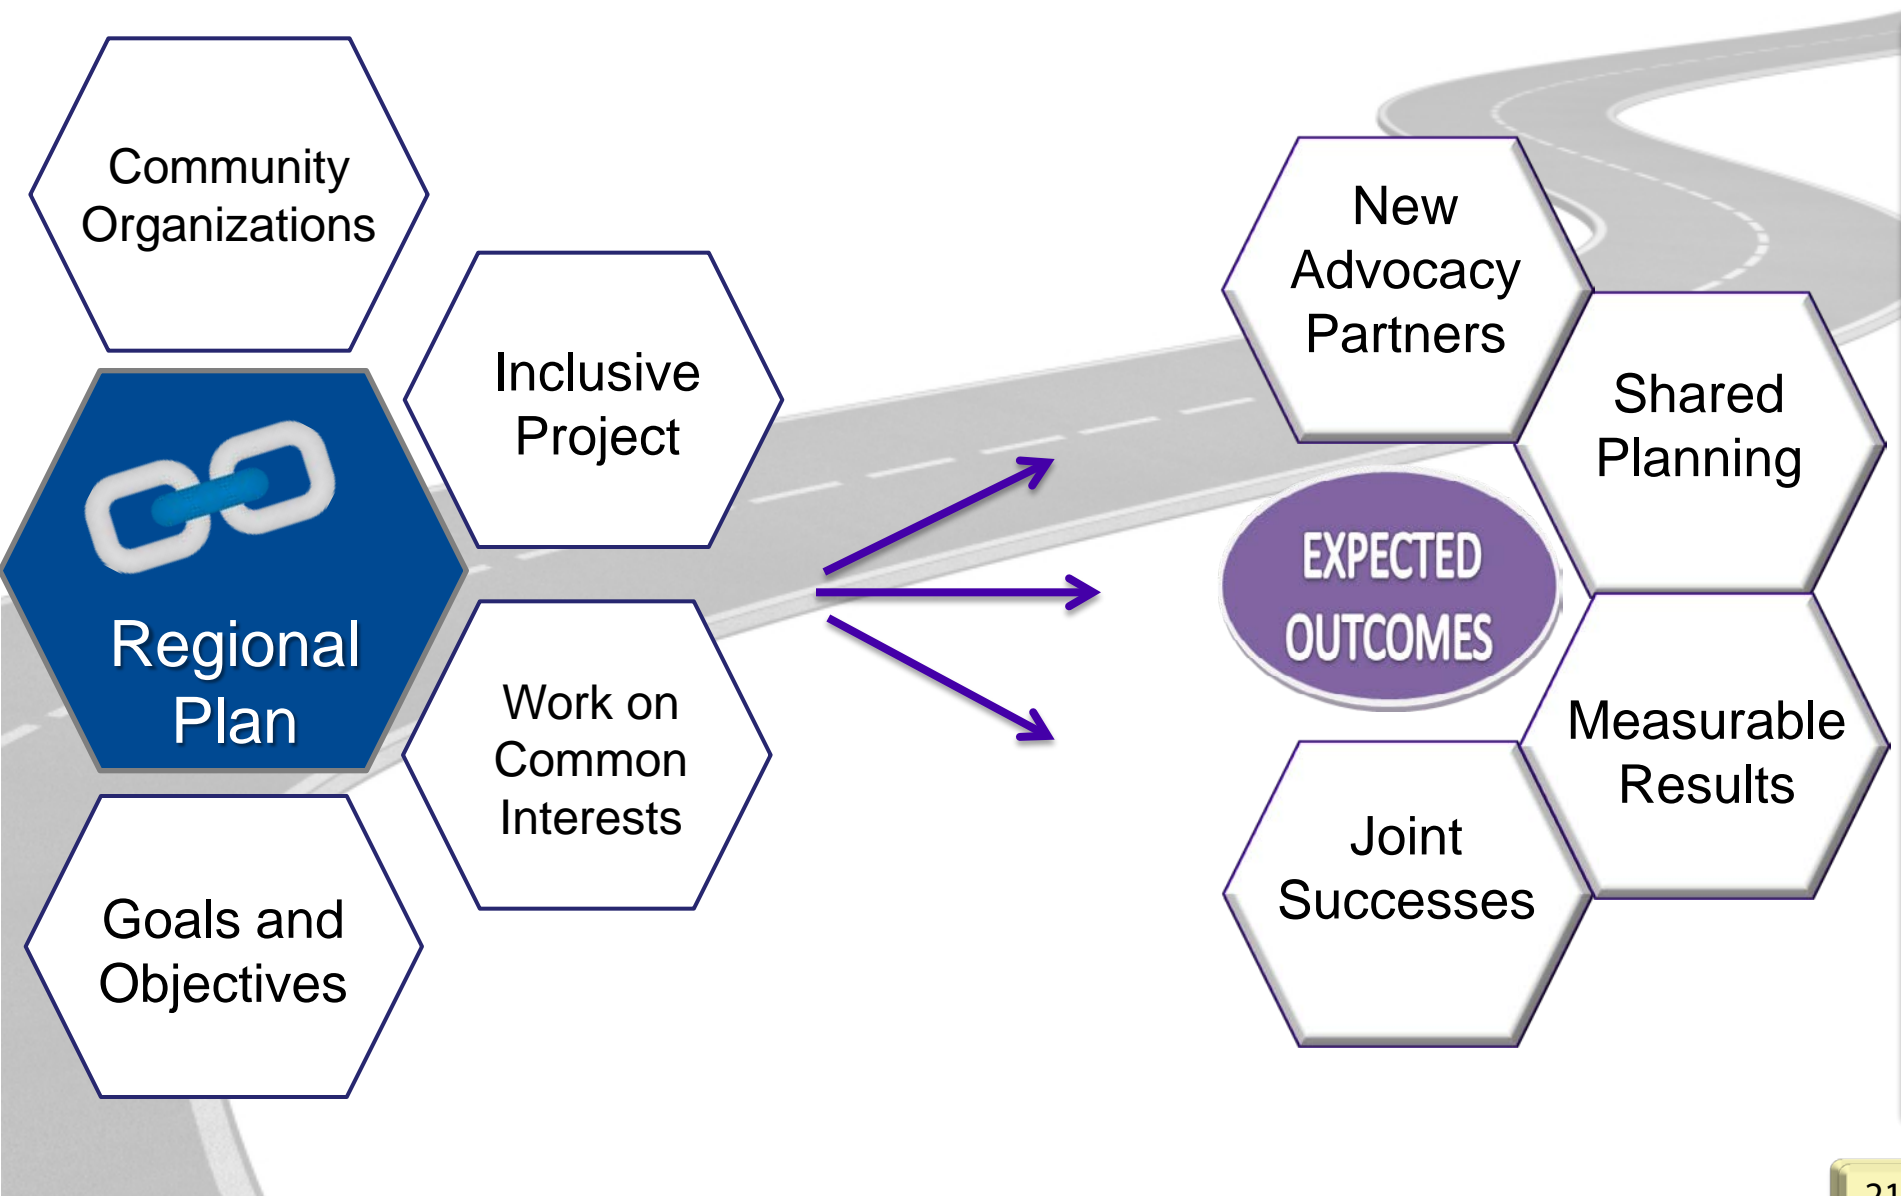 Community
Organizations
Inclusive
Project
Regional
Plan
Work on
Common
Interests
Goals and
Objectives
New
Advocacy
Partners
Shared
Planning
EXPECTED
OUTCOMES
Measurable
Results
Joint
Successes
21